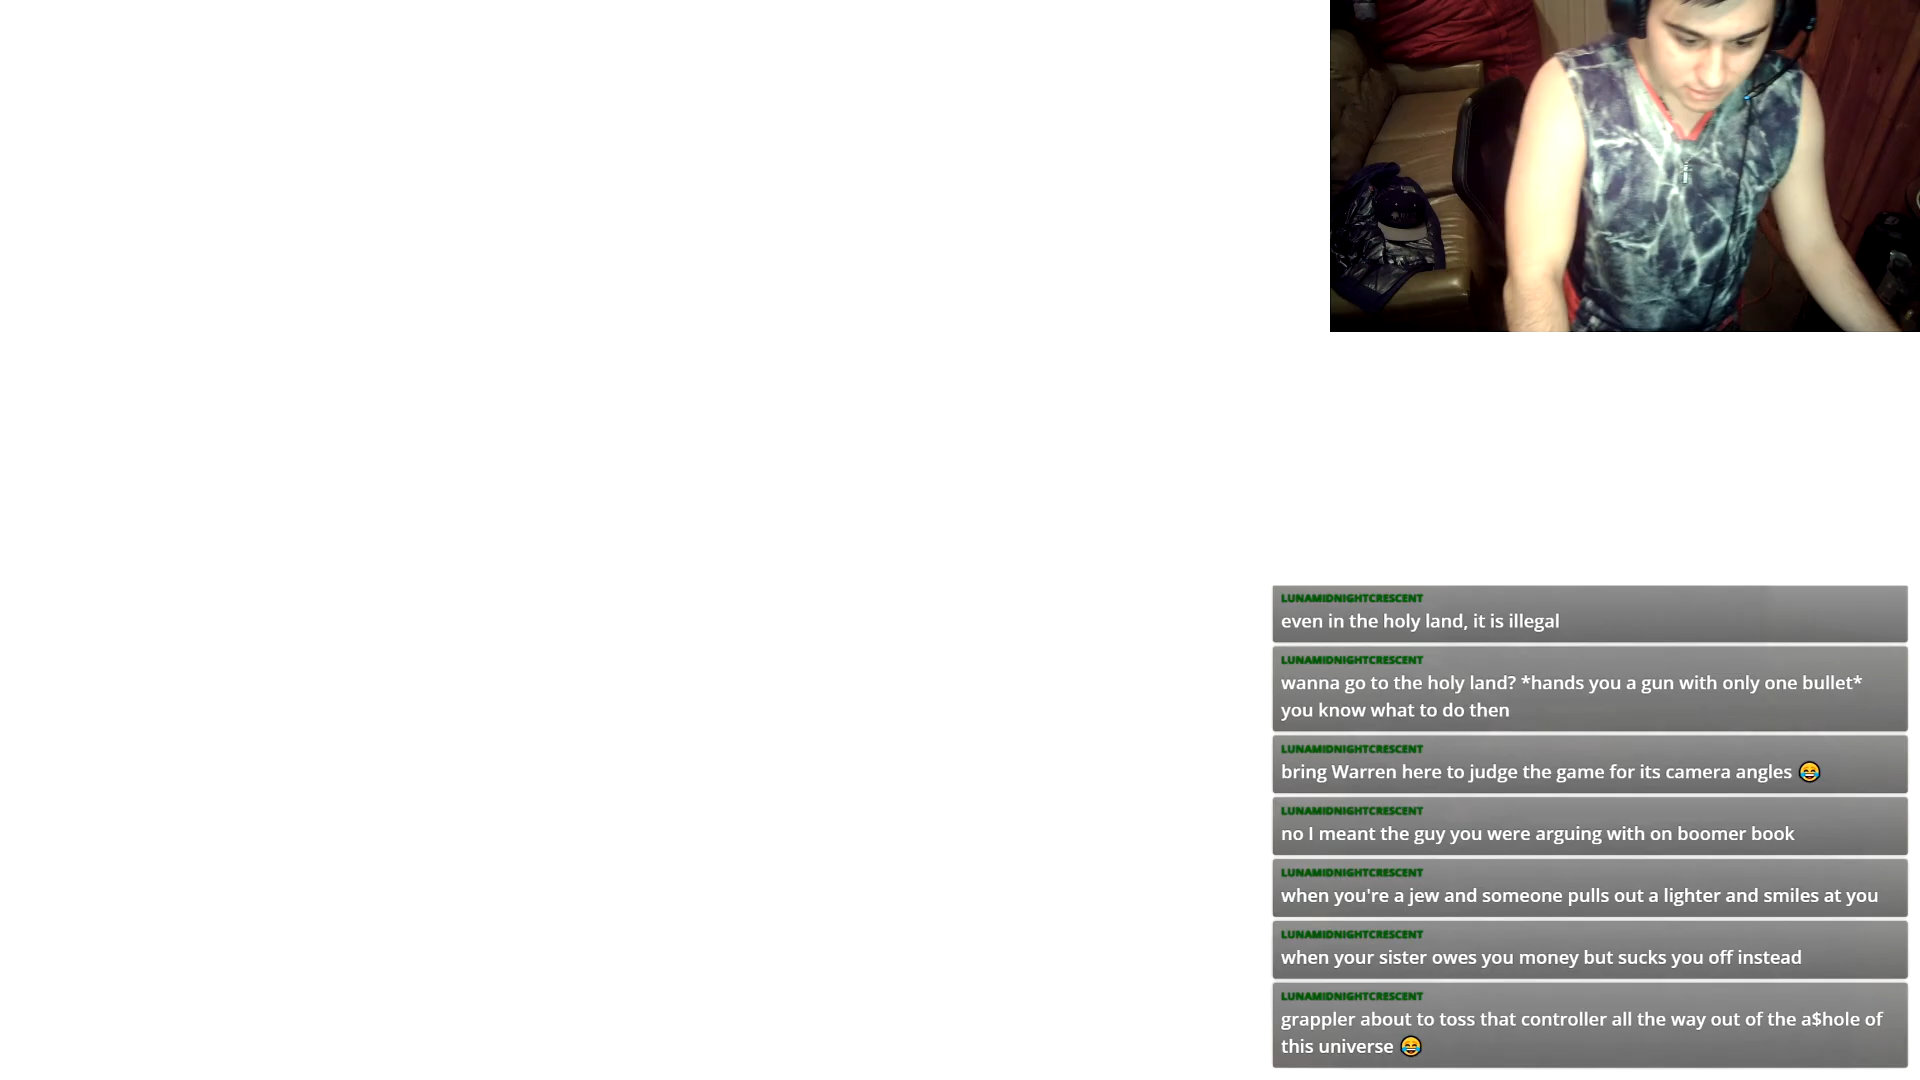 LUNAMIDNIGHTCRESCENT
even in the holy land, it is illegal
LUNAMIDNIGHTCRESCENT
wanna go to the holy land? *hands you a gun with only one bullet*
you know what to do then
LUNAMIDNIGHTCRESCENT
bring Warren here to judge the game for its camera angles 😂
LUNAMIDNIGHTCRESCENT
no I meant the guy you were arguing with on boomer book
LUNAMIDNIGHTCRESCENT
when you're a jew and someone pulls out a lighter and smiles at you
LUNAMIDNIGHTCRESCENT
when your sister owes you money but sucks you off instead
LUNAMIDNIGHTCRESCENT
grappler about to toss that controller all the way out of the a$hole of
this universe 😂